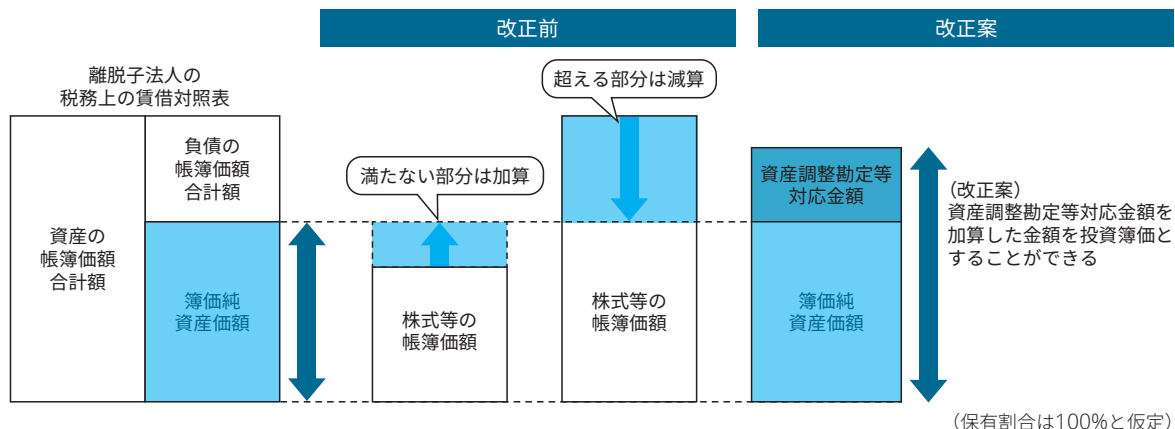 改正前
改正案
離脱子法人の
税務上の賃借対照表
資産の
帳簿価額
合計額
負債の
帳簿価額
合計額
簿価純
資産価額
満たない部分は加算
株式等の
帳簿価額
超える部分は減算
株式等の
帳簿価額
資産調整勘定等
対応金額
簿価純
資産価額
(改正案)
資産調整勘定等対応金額を
加算した金額を投資簿価と
することができる
(保有割合は100%と仮定)